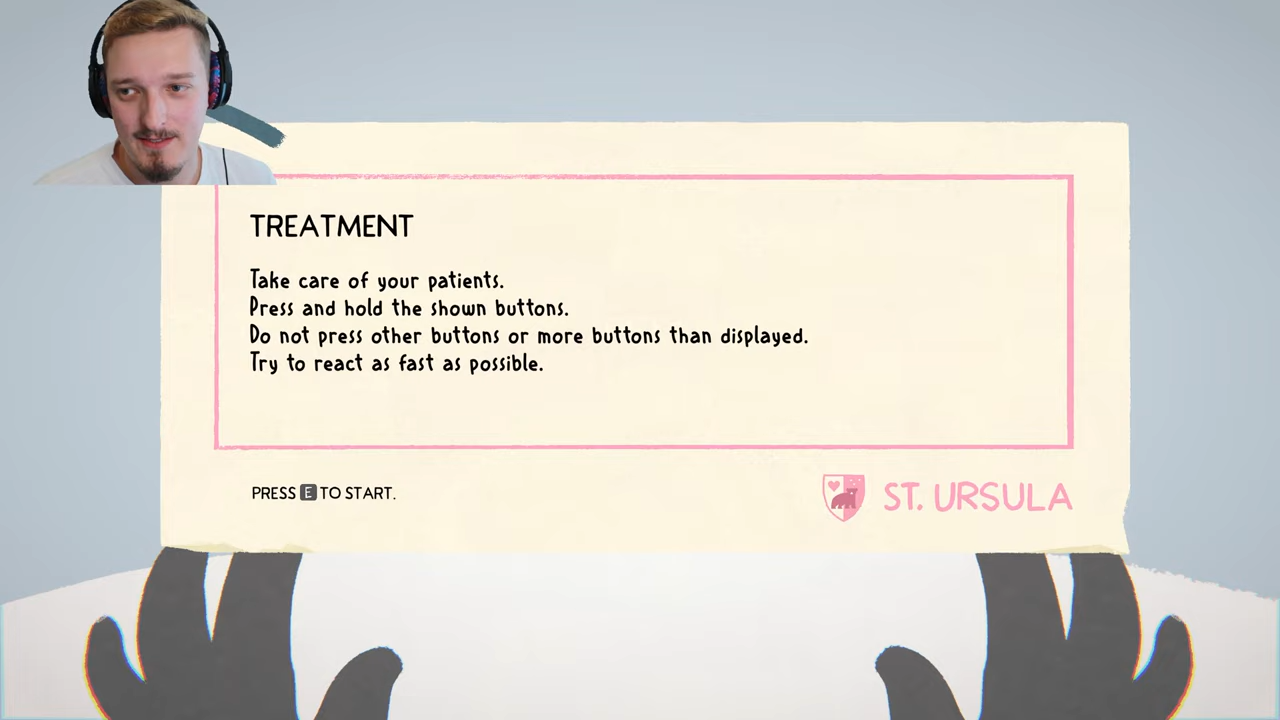 TREATMENT
Take care of your patients.
Press and hold the shown buttons.
Do not press other buttons or more buttons than displayed.
Try to react as fast as possible.
PRESS E TO START.
ST. URSULA